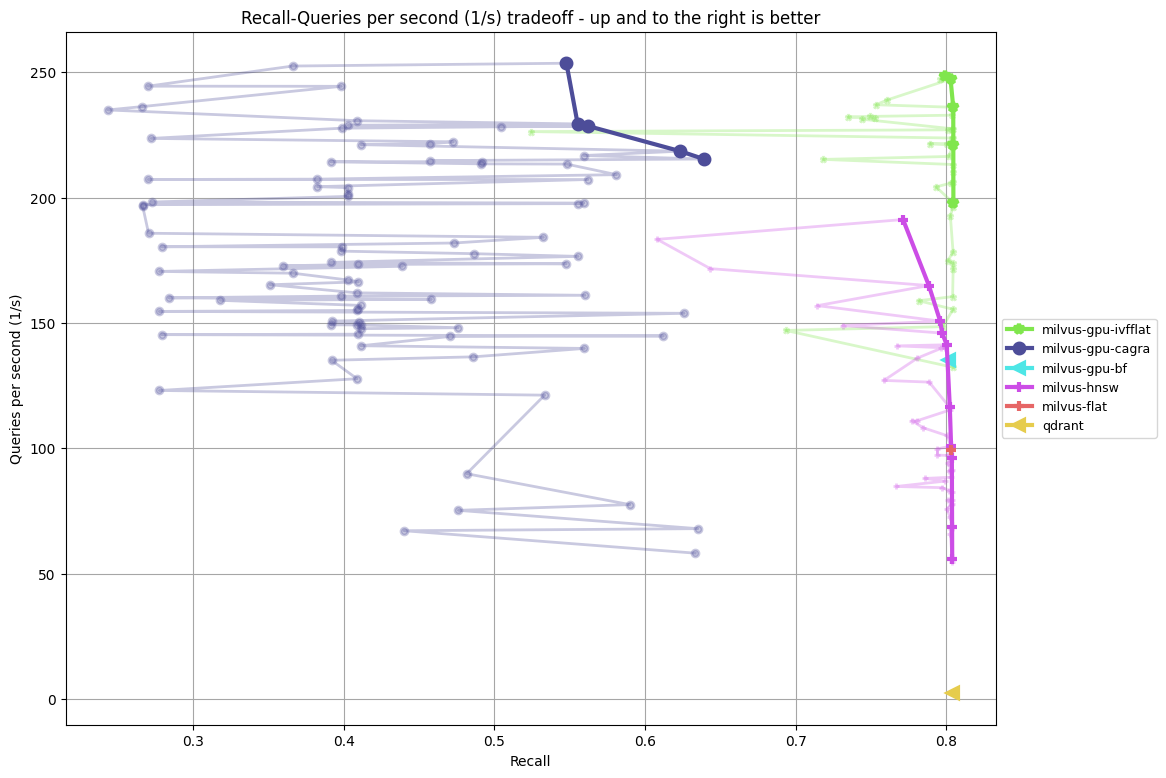 Recall-Queries per second (1/s) tradeoff - up and to the right is better
Queries per second (1/s)
250
200
150
100
50
0
0.3 0.4 0.5 0.6 0.7 0.8
Recall
milvus-gpu-ivfflat
milvus-gpu-cagra
milvus-gpu-bf
milvus-hnsw
milvus-flat
qdrant